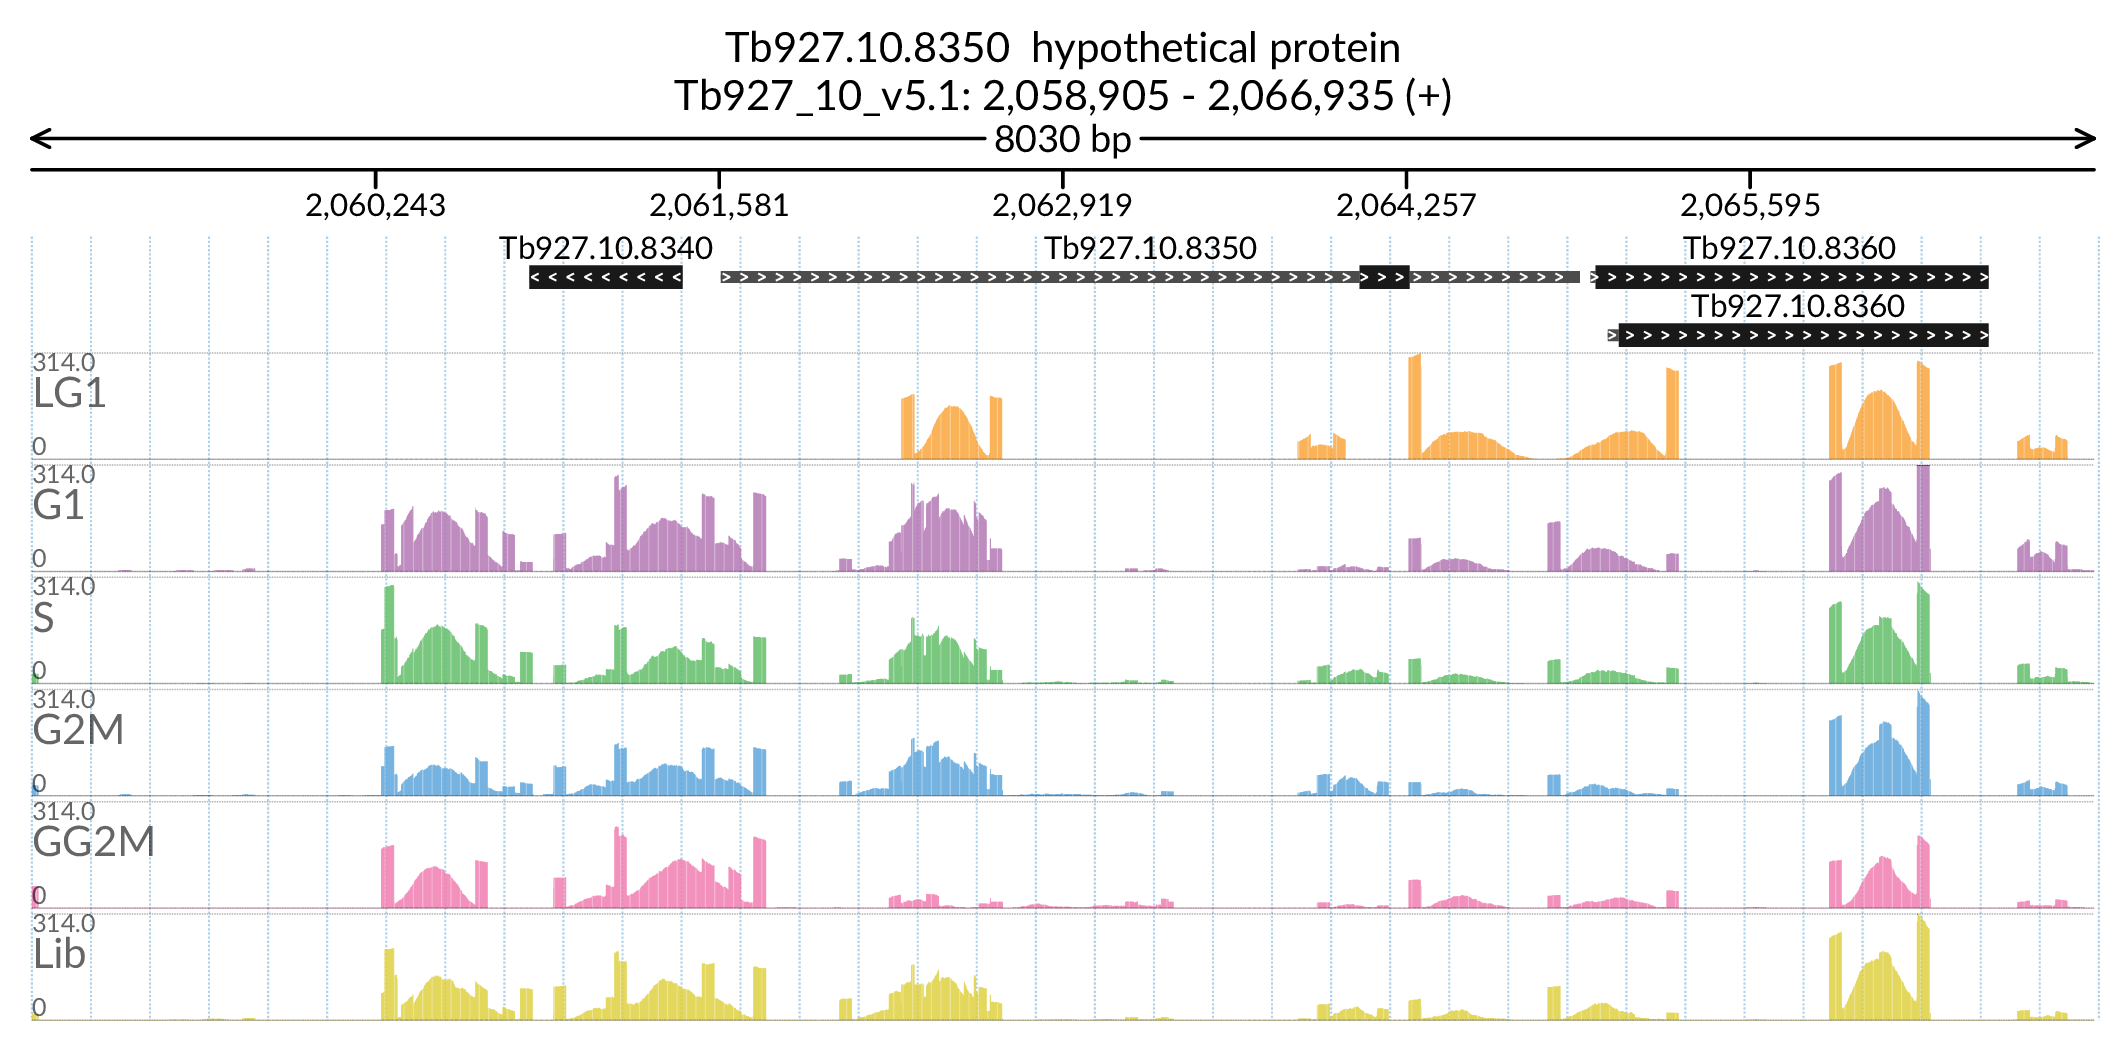 Tb927.10.8350  hypothetical protein
Tb927_10_v5.1: 2,058,905 - 2,066,935 (+)
8030 bp
2,060,243 2,061,581 2,062,919 2,064,257 2,065,595
Tb927.10.8340 Tb927.10.8350 Tb927.10.8360
Tb927.10.8360
314.0
LG1
0
314.0
G1
0
314.0
S
0
314.0
G2M
0
314.0
GG2M
0
314.0
Lib
0